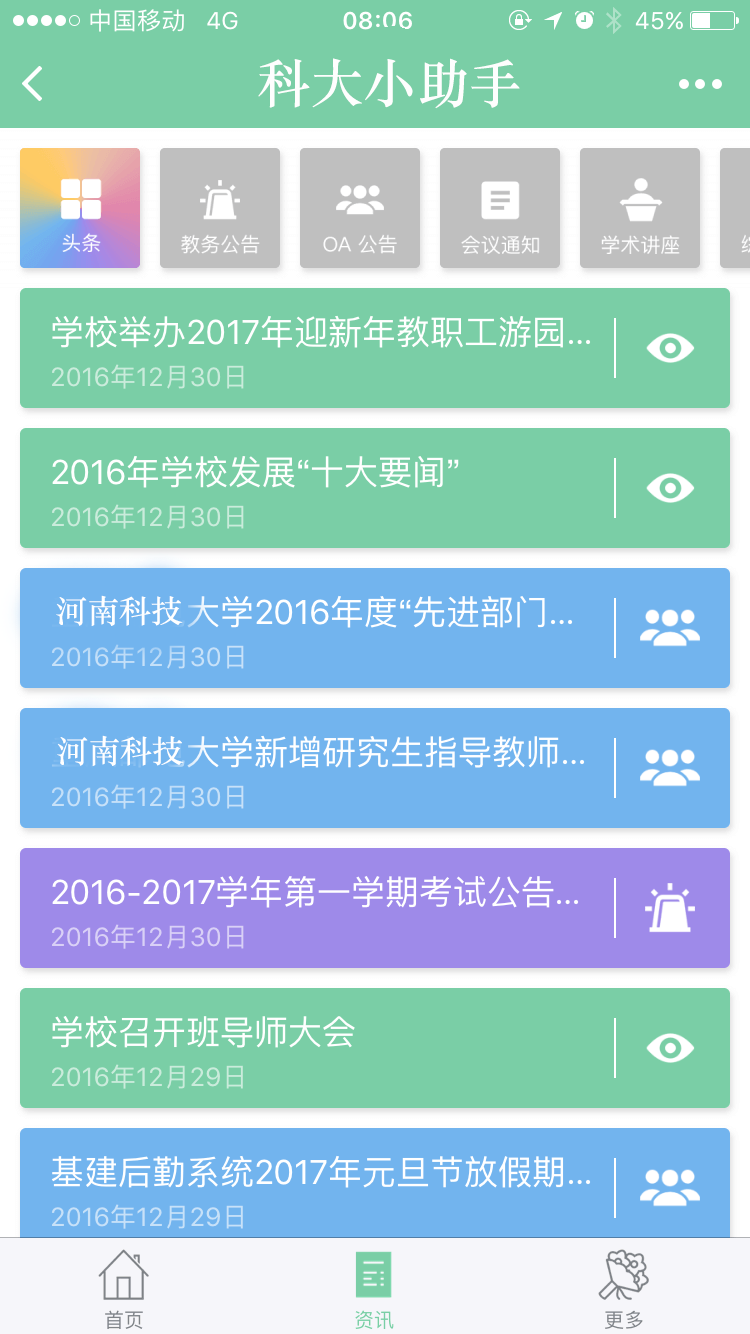 中国移动 4G 08:06 45%
科大小助手
头条 教务公告 OA 公告 会议通知 学术讲座
学校举办2017年迎新年教职工游园...
2016年12月30日
2016年学校发展“十大要闻”
2016年12月30日
河南科技大学2016年度“先进部门...
2016年12月30日
河南科技大学新增研究生指导教师...
2016年12月30日
2016-2017学年第一学期考试公告...
2016年12月30日
学校召开班导师大会
2016年12月29日
基建后勤系统2017年元旦节放假期...
2016年12月29日
首页 资讯 更多